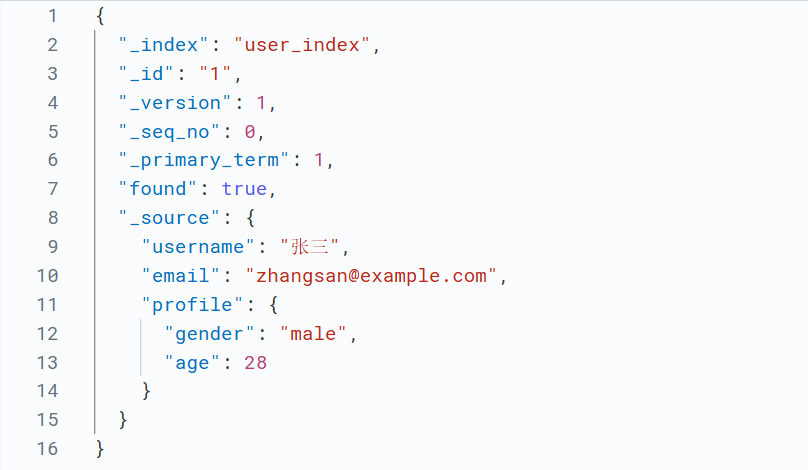 1 {
2 "_index": "user_index",
3 "_id": "1",
4 "_version": 1,
5 "_seq_no": 0,
6 "_primary_term": 1,
7 "found": true,
8 "_source": {
9 "username": "张三",
10 "email": "zhangsan@example.com",
11 "profile": {
12 "gender": "male",
13 "age": 28
14 }
15 }
16 }